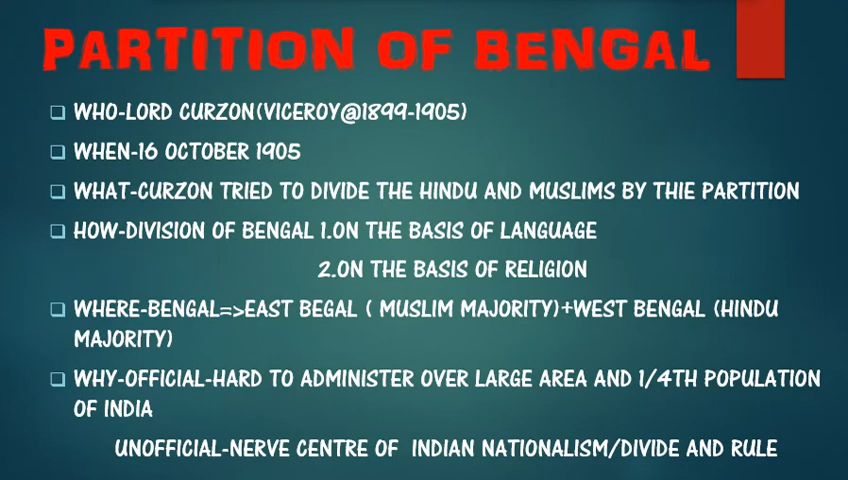 PARTITION OF BENGAL
WHO-LORD CURZON(VICEROY@1899-1905)
WHEN-16 OCTOBER 1905
WHAT-CURZON TRIED TO DIVIDE THE HINDU AND MUSLIMS BY THIE PARTITION
HOW-DIVISION OF BENGAL 1.ON THE BASIS OF LANGUAGE
2.ON THE BASIS OF RELIGION
WHERE-BENGAL=>EAST BEGAL ( MUSLIM MAJORITY)+WEST BENGAL (HINDU
MAJORITY)
WHY-OFFICIAL-HARD TO ADMINISTER OVER LARGE AREA AND 1/4TH POPULATION
OF INDIA
UNOFFICIAL-NERVE CENTRE OF INDIAN NATIONALISM/DIVIDE AND RULE